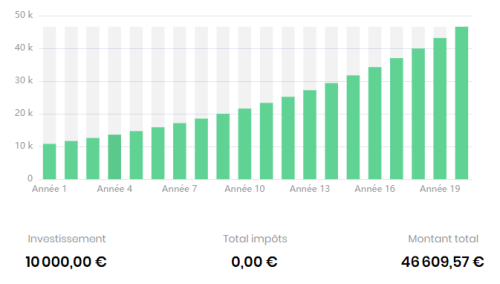 50 k
40 k
30 k
20 k
10 k
0
Année 1 Année 4 Année 7 Année 10 Année 13 Année 16 Année 19
Investissement Total impôts Montant total
10 000,00 € 0,00 € 46 609,57 €